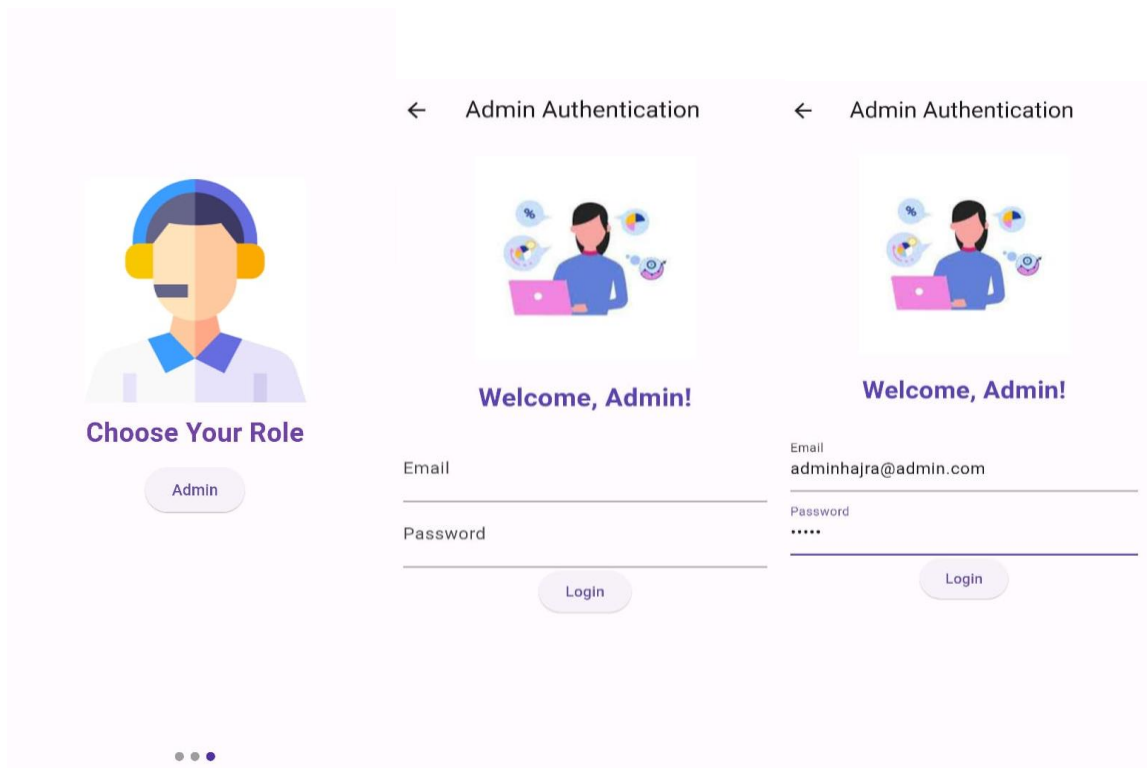 Choose Your Role
Admin
Admin Authentication
%
Welcome, Admin!
Email
Password
Login
Admin Authentication
%
Welcome, Admin!
Email
adminhajra@admin.com
Password
•••••
Login